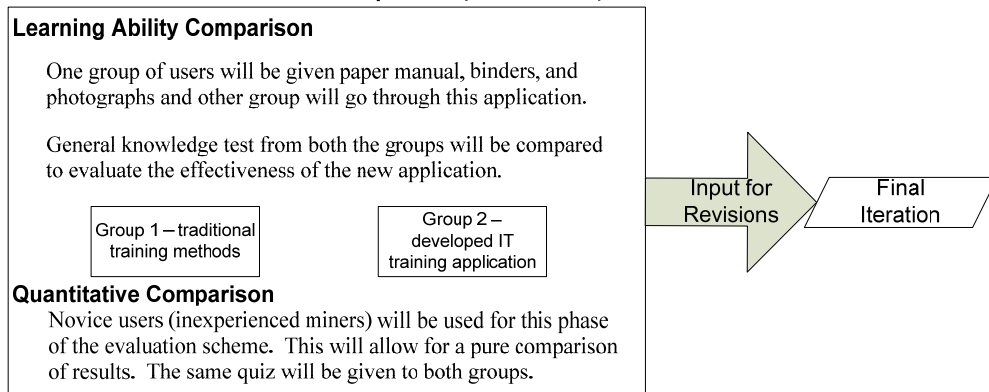 Learning Ability Comparison
One group of users will be given paper manual, binders, and
photographs and other group will go through this application.
General knowledge test from both the groups will be compared
to evaluate the effectiveness of the new application.
Group 1 – traditional
training methods
Group 2 –
developed IT
training application
Quantitative Comparison
Novice users (inexperienced miners) will be used for this phase
of the evaluation scheme. This will allow for a pure comparison
of results. The same quiz will be given to both groups.
Input for
Revisions
Final
Iteration